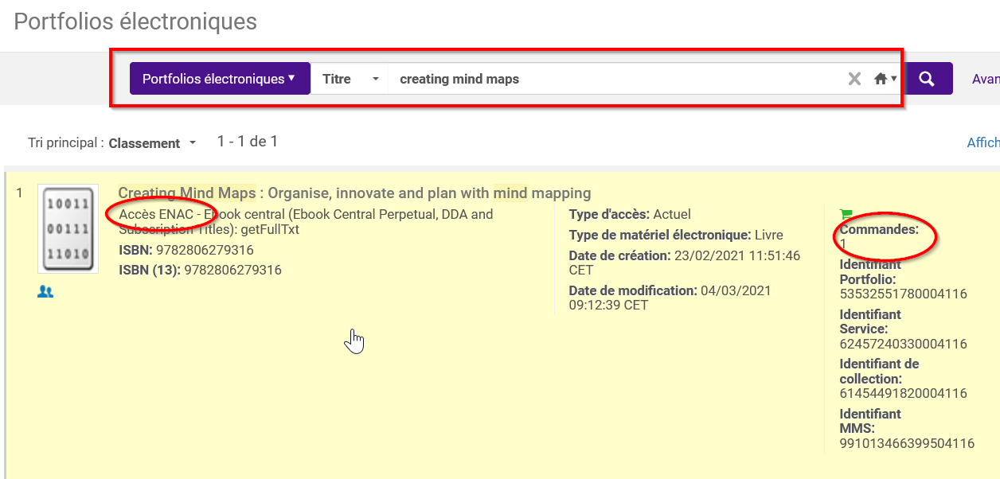 Portfolios électroniques
Portfolios électroniques ▼ Titre creating mind maps
Avan
Tri principal : Classement 1 - 1 de 1
Affich
1
10011
00111
11010
Creating Mind Maps : Organise, innovate and plan with mind mapping
Accès ENAC - Ebook central (Ebook Central Perpetual, DDA and
Subscription Titles): getFullTxt
ISBN: 9782806279316
ISBN (13): 9782806279316
Type d'accès: Actuel
Type de matériel électronique: Livre
Date de création: 23/02/2021 11:51:46
CET
Date de modification: 04/03/2021
09:12:39 CET
Commandes:
1
Identifiant
Portfolio:
53532551780004116
Identifiant
Service:
62457240330004116
Identifiant de
collection:
61454491820004116
Identifiant
MMS:
991013466399504116